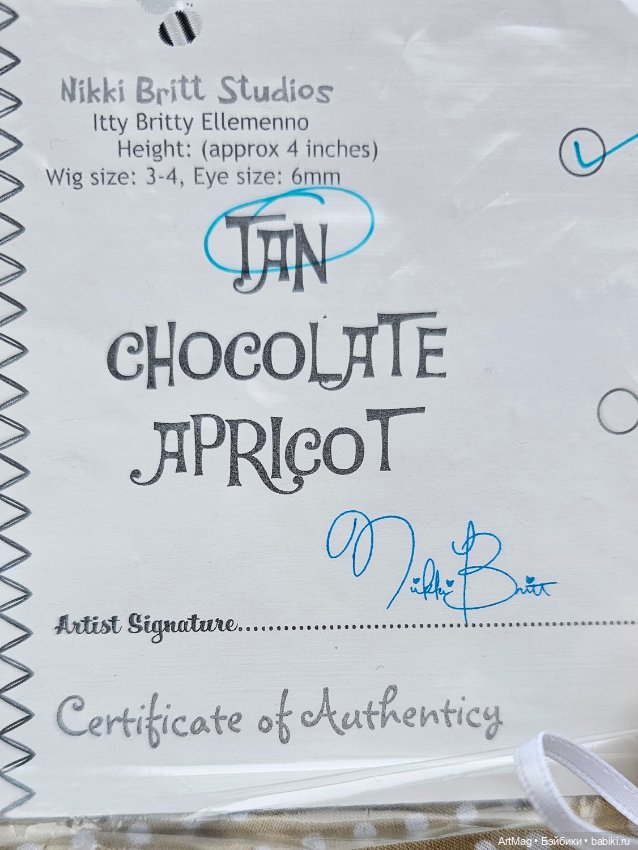 Nikki Britt Studios
Itty Britty Ellemenno
Height: (approx 4 inches)
Wig size: 3-4, Eye size: 6mm
TAN
CHOCOLATE
APRICOT
Nikki Britt
Artist Signature................................................
Certificate of Authenticy
ArtMag • Бэйбики • babiki.ru